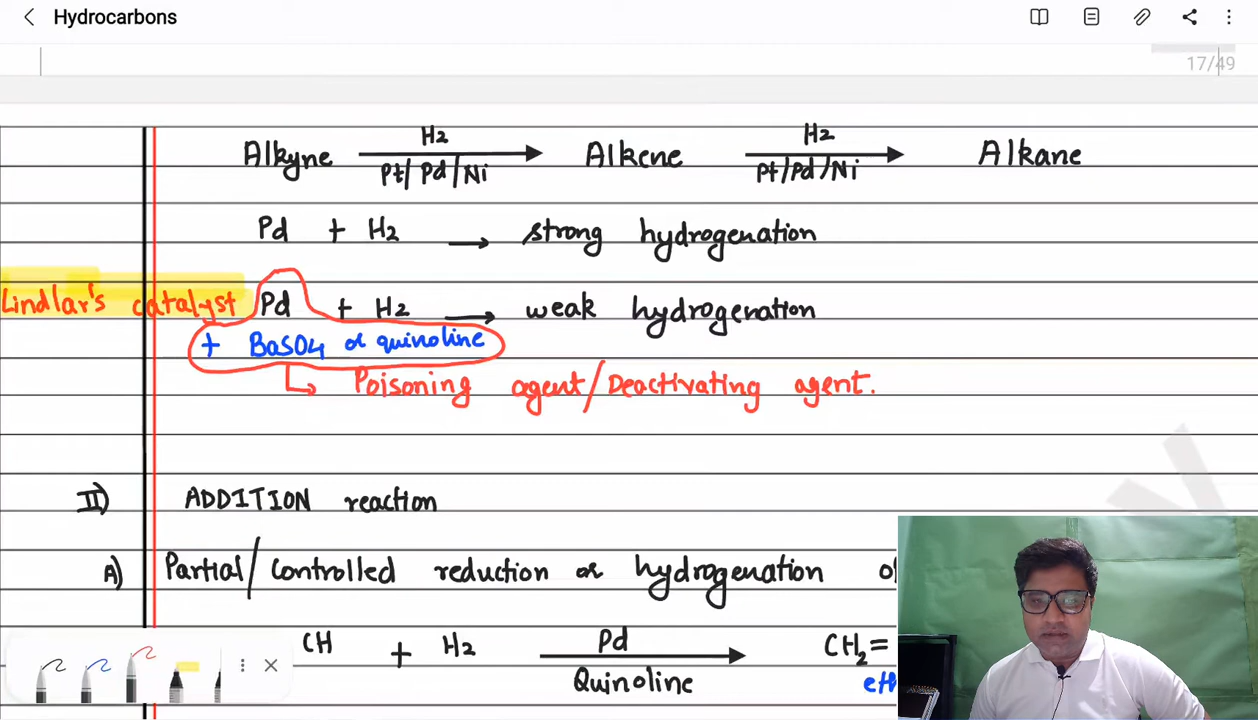 Hydrocarbons
17/49
H2 H2
Alkyne Alkene Alkane
Pt/Pd/Ni Pt/Pd/Ni
Pd + H2 → strong hydrogenation
Lindlar's catalyst Pd + H2 → weak hydrogenation
+ BaSO4 or quinoline
Poisoning agent/Deactivating agent.
II) ADDITION reaction
A) Partial/controlled reduction or hydrogenation
CH + H2 Pd CH2=
Quinoline eth